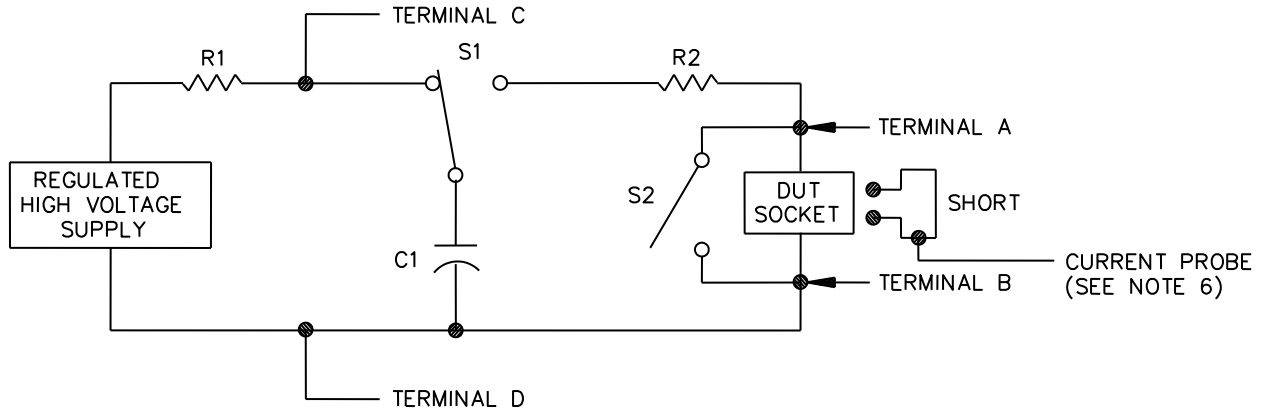 TERMINAL C
S1
R1
R2
TERMINAL A
REGULATED
HIGH VOLTAGE
SUPPLY
S2
DUT
SOCKET
SHORT
C1
CURRENT PROBE
(SEE NOTE 6)
TERMINAL B
TERMINAL D